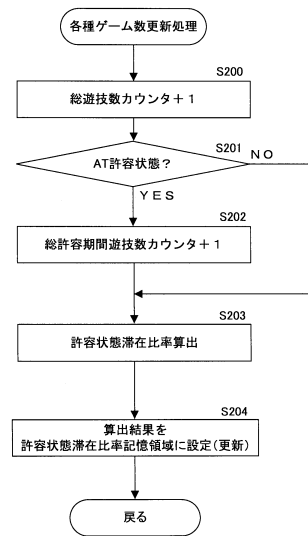 各種ゲーム数更新処理
S200
総遊技数カウンタ＋１
S201
AT許容状態？
ＮＯ
ＹＥＳ
S202
総許容期間遊技数カウンタ＋１
S203
許容状態滞在比率算出
S204
算出結果を
許容状態滞在比率記憶領域に設定(更新)
戻る